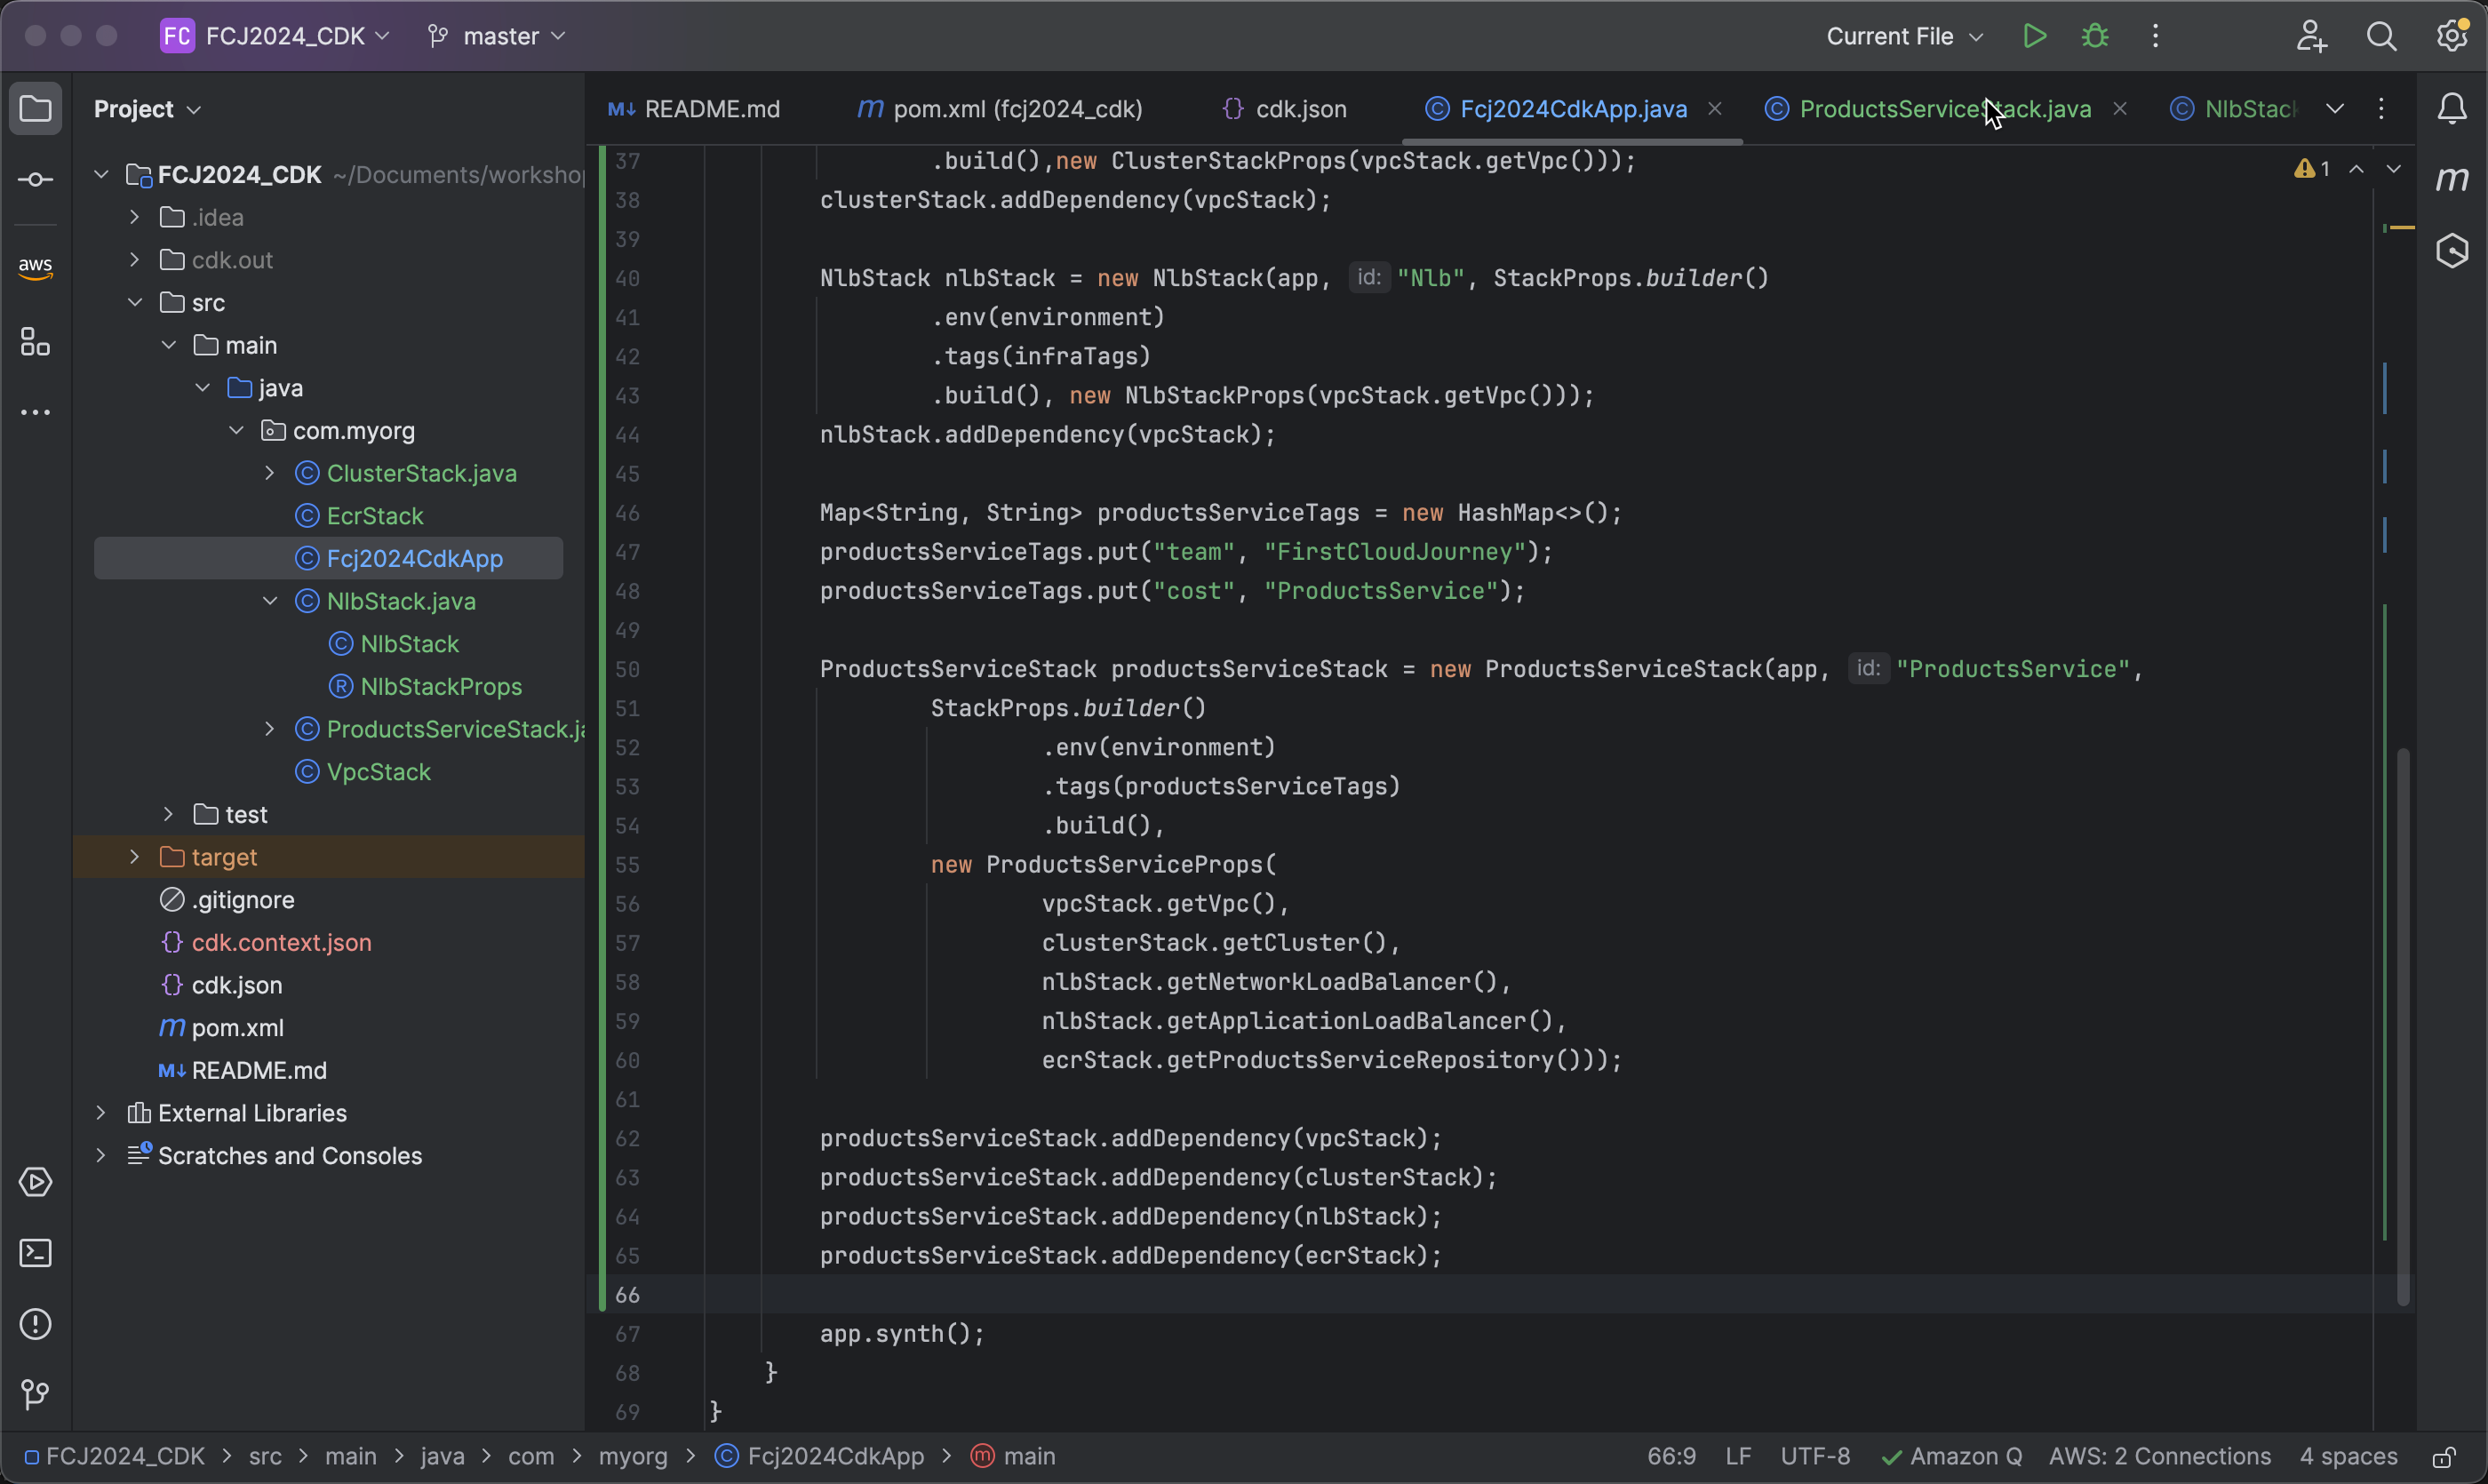 FC FCJ2024_CDK master Current File
Project
README.md pom.xml (fcj2024_cdk) cdk.json Fcj2024CdkApp.java ProductsServiceStack.java NlbStack
FCJ2024_CDK ~/Documents/workshop
.idea
cdk.out
aws
src
main
java
com.myorg
ClusterStack.java
EcrStack
Fcj2024CdkApp
NlbStack.java
NlbStack
NlbStackProps
ProductsServiceStack.ja
VpcStack
test
target
.gitignore
cdk.context.json
cdk.json
pom.xml
README.md
External Libraries
Scratches and Consoles
1
37 .build(),new ClusterStackProps(vpcStack.getVpc()));
38 clusterStack.addDependency(vpcStack);
39
40 NlbStack nlbStack = new NlbStack(app, id: "Nlb", StackProps.builder()
41 .env(environment)
42 .tags(infraTags)
43 .build(), new NlbStackProps(vpcStack.getVpc()));
44 nlbStack.addDependency(vpcStack);
45
46 Map<String, String> productsServiceTags = new HashMap<>();
47 productsServiceTags.put("team", "FirstCloudJourney");
48 productsServiceTags.put("cost", "ProductsService");
49
50 ProductsServiceStack productsServiceStack = new ProductsServiceStack(app, id: "ProductsService",
51 StackProps.builder()
52 .env(environment)
53 .tags(productsServiceTags)
54 .build(),
55 new ProductsServiceProps(
56 vpcStack.getVpc(),
57 clusterStack.getCluster(),
58 nlbStack.getNetworkLoadBalancer(),
59 nlbStack.getApplicationLoadBalancer(),
60 ecrStack.getProductsServiceRepository()));
61
62 productsServiceStack.addDependency(vpcStack);
63 productsServiceStack.addDependency(clusterStack);
64 productsServiceStack.addDependency(nlbStack);
65 productsServiceStack.addDependency(ecrStack);
66
67 app.synth();
68 }
69 }
FCJ2024_CDK > src > main > java > com > myorg > Fcj2024CdkApp > main 66:9 LF UTF-8 Amazon Q AWS: 2 Connections 4 spaces